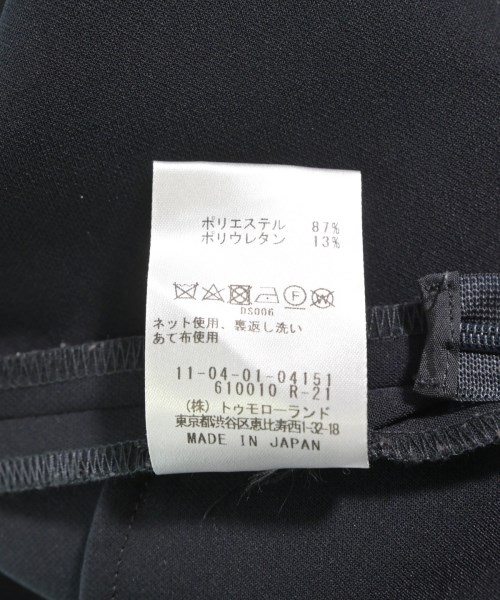 ポリエステル 87%
ポリウレタン 13%
DS006
ネット使用、裏返し洗い
あて布使用
11-04-01-04151
610010 R-21
(株) トゥモローランド
東京都渋谷区恵比寿西1-32-18
MADE IN JAPAN